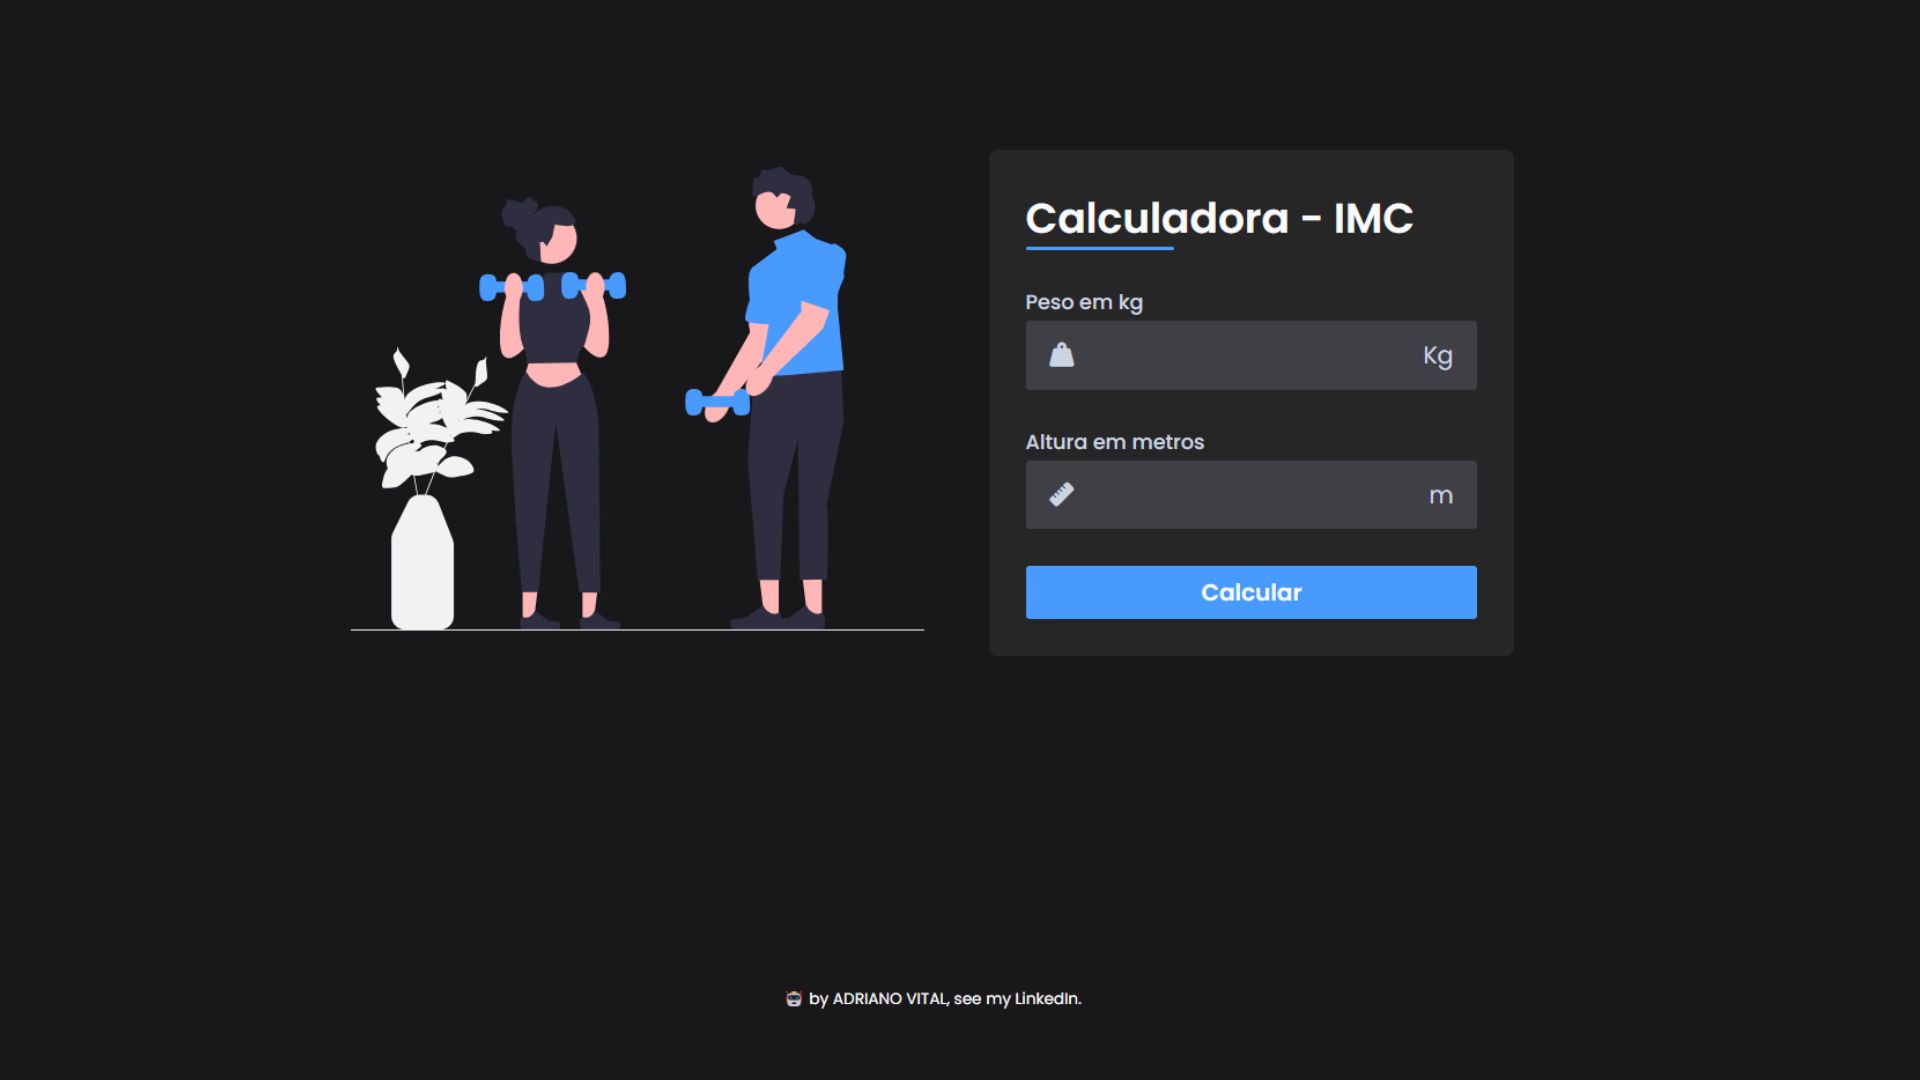 Calculadora - IMC
Peso em kg
Kg
Altura em metros
m
Calcular
by ADRIANO VITAL, see my LinkedIn.